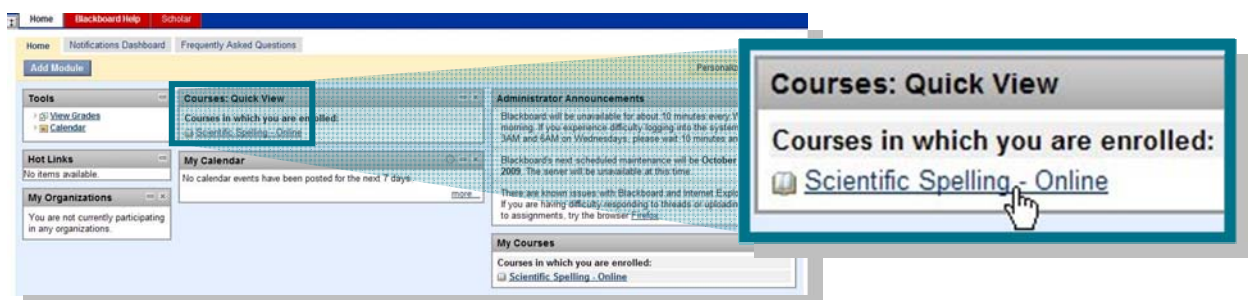 Home Blackboard Help Scholar
Home Notifications Dashboard Frequently Asked Questions
Add Module
Tools
View Grades
Calendar
Hot Links
No items available.
My Organizations
You are not currently participating
in any organizations.
Courses: Quick View
Courses in which you are enrolled:
Scientific Spelling - Online
My Calendar
No calendar events have been posted for the next 7 days.
more...
Administrator Announcements
Blackboard will be unavailable for about 10 minutes every
morning. If you experience difficulty logging into the system
3AM and 6AM on Wednesdays, please wait 10 minutes
Blackboard's next scheduled maintenance will be October
2009. The server will be unavailable at this time.
There are known issues with Blackboard and Internet
If you are having difficulty responding to threads or
to assignments, try the browser Firefox.
My Courses
Courses in which you are enrolled:
Scientific Spelling - Online
Courses: Quick View
Courses in which you are enrolled:
Scientific Spelling - Online